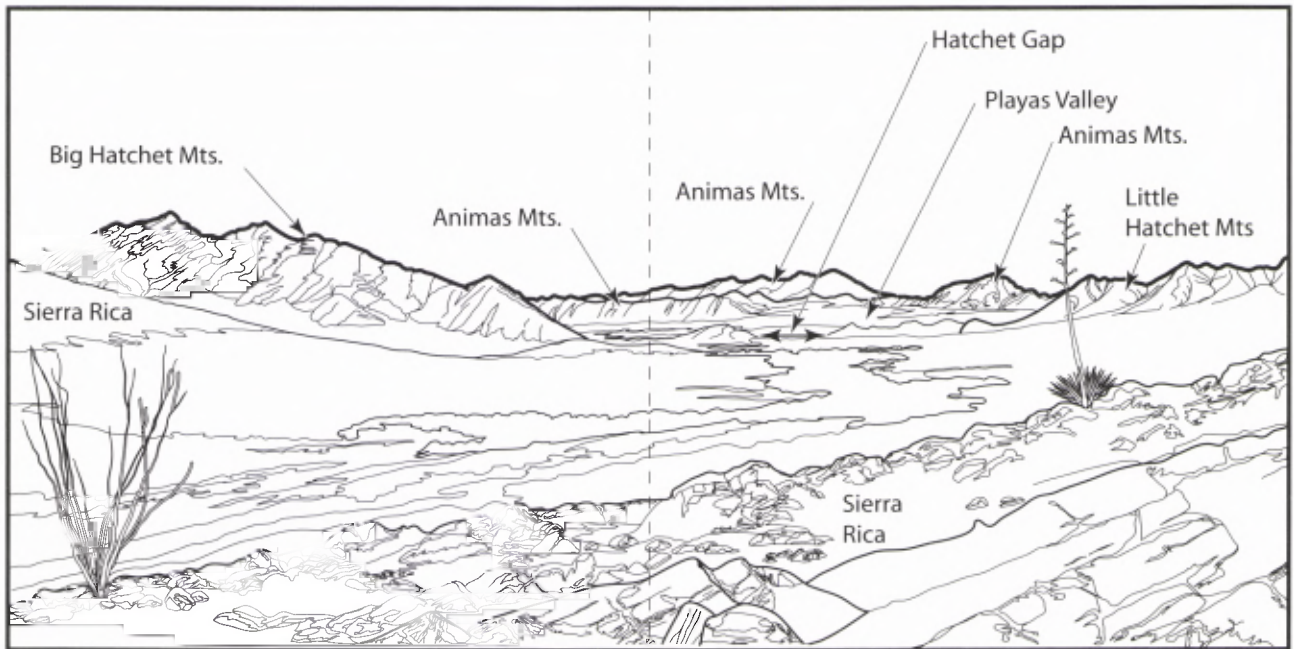 Hatchet Gap
Playas Valley
Animas Mts.
Big Hatchet Mts.
Animas Mts.
Animas Mts.
Little
Hatchet Mts
Sierra Rica
Sierra
Rica